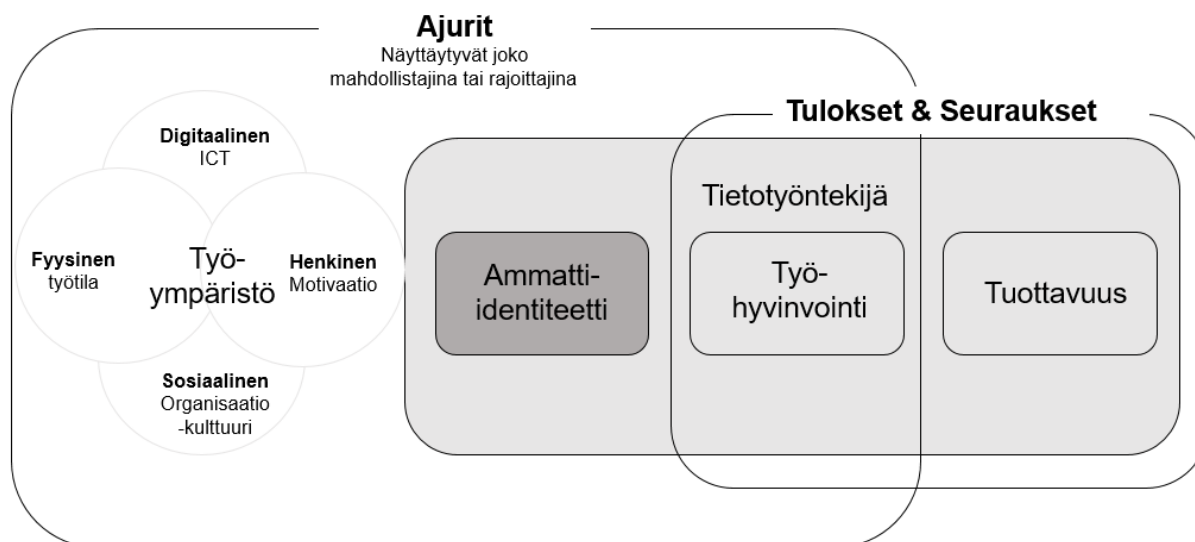 Ajurit
Näyttäytyvät joko
mahdollistajina tai rajoittajina
Tulokset & Seuraukset
Digitaalinen
ICT
Fyysinen
työtila
Työ-
ympäristö
Henkinen
Motivaatio
Sosiaalinen
Organisaatio
-kulttuuri
Tietotyöntekijä
Ammatti-
identiteetti
Työ-
hyvinvointi
Tuottavuus